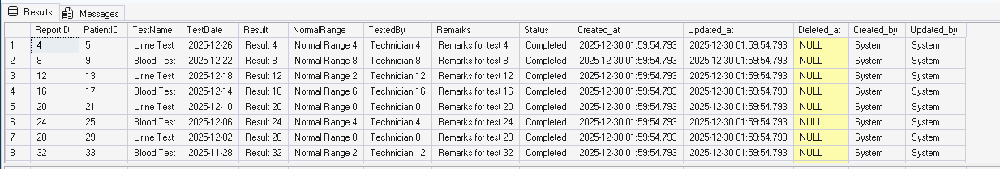 Results Messages
ReportID PatientID TestName TestDate Result NormalRange TestedBy Remarks Status Created_at Updated_at Deleted_at Created_by Updated_by
1 4 5 Urine Test 2025-12-26 Result 4 Normal Range 4 Technician 4 Remarks for test 4 Completed 2025-12-30 01:59:54.793 2025-12-30 01:59:54.793 NULL System System
2 8 9 Blood Test 2025-12-22 Result 8 Normal Range 8 Technician 8 Remarks for test 8 Completed 2025-12-30 01:59:54.793 2025-12-30 01:59:54.793 NULL System System
3 12 13 Urine Test 2025-12-18 Result 12 Normal Range 2 Technician 12 Remarks for test 12 Completed 2025-12-30 01:59:54.793 2025-12-30 01:59:54.793 NULL System System
4 16 17 Blood Test 2025-12-14 Result 16 Normal Range 6 Technician 16 Remarks for test 16 Completed 2025-12-30 01:59:54.793 2025-12-30 01:59:54.793 NULL System System
5 20 21 Urine Test 2025-12-10 Result 20 Normal Range 0 Technician 0 Remarks for test 20 Completed 2025-12-30 01:59:54.793 2025-12-30 01:59:54.793 NULL System System
6 24 25 Blood Test 2025-12-06 Result 24 Normal Range 4 Technician 4 Remarks for test 24 Completed 2025-12-30 01:59:54.793 2025-12-30 01:59:54.793 NULL System System
7 28 29 Urine Test 2025-12-02 Result 28 Normal Range 8 Technician 8 Remarks for test 28 Completed 2025-12-30 01:59:54.793 2025-12-30 01:59:54.793 NULL System System
8 32 33 Blood Test 2025-11-28 Result 32 Normal Range 2 Technician 12 Remarks for test 32 Completed 2025-12-30 01:59:54.793 2025-12-30 01:59:54.793 NULL System System